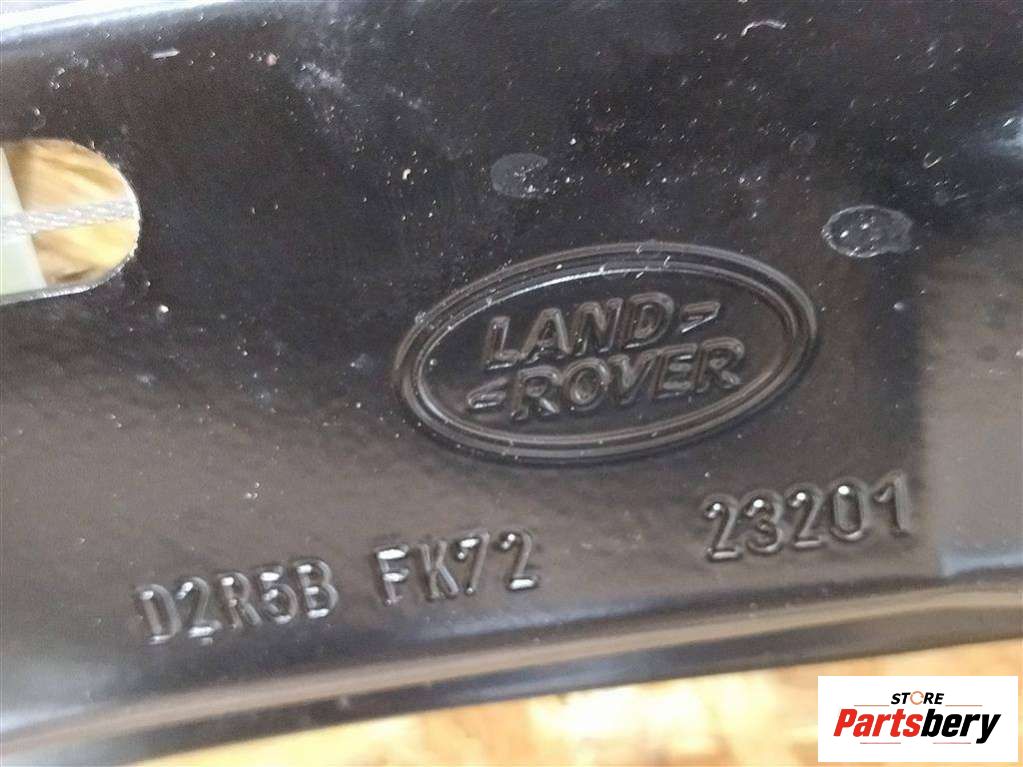 LAND-
-ROVER
D2R5B FK72 23201
STORE
Partsbery